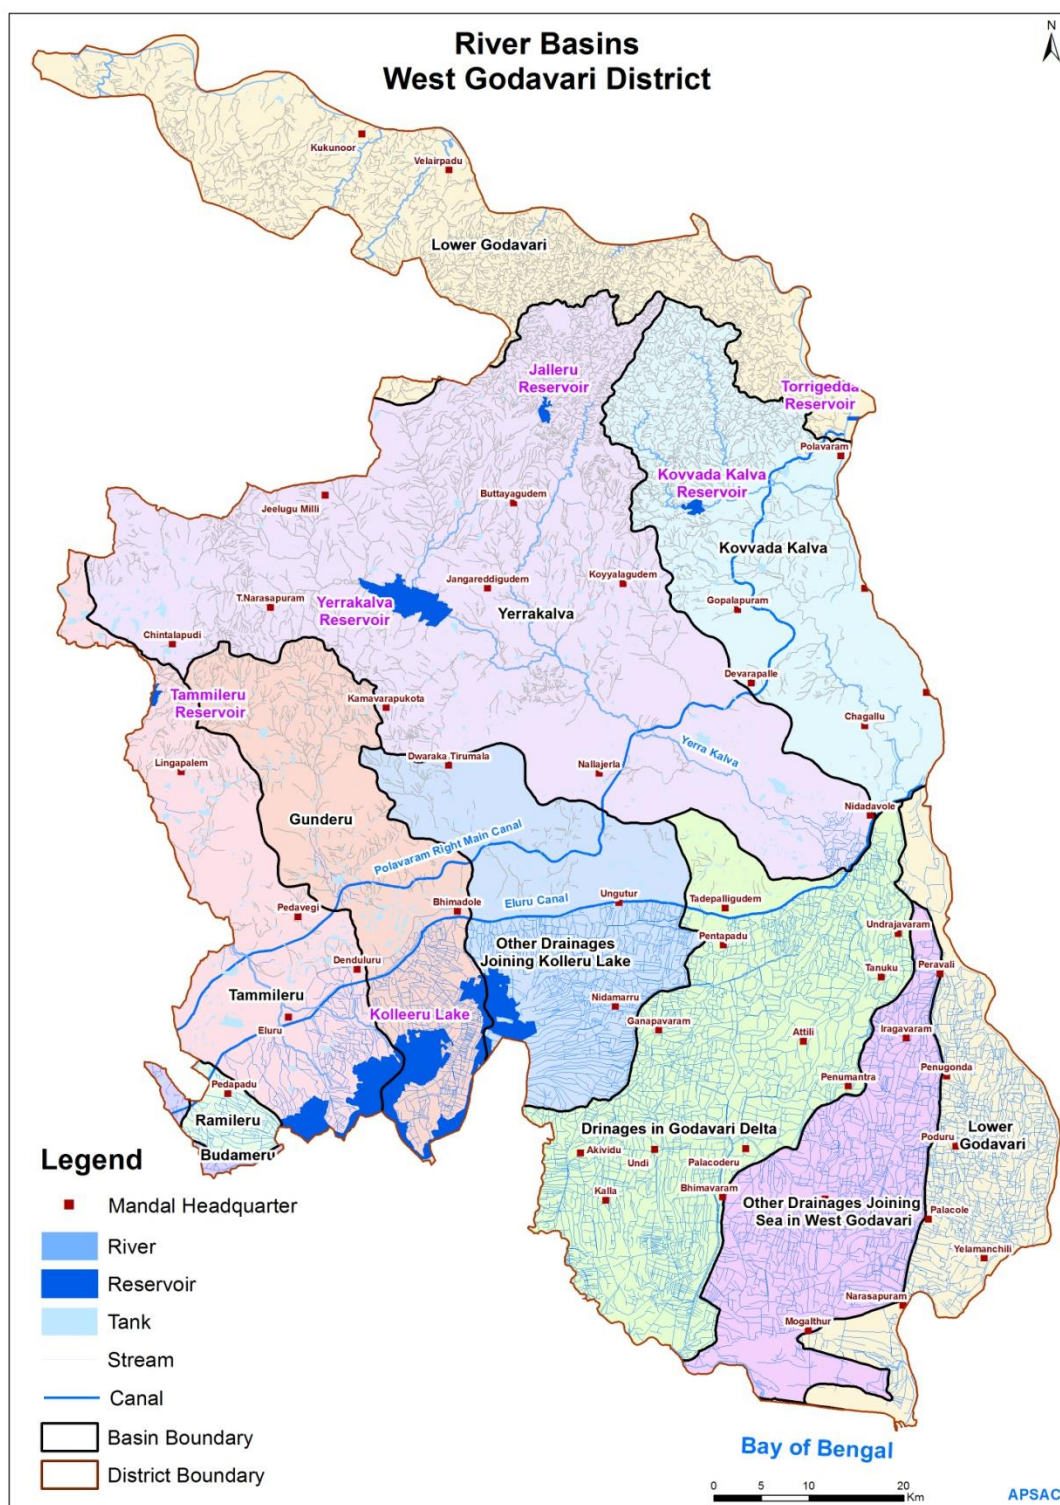 River Basins
West Godavari District
N
Kukunoor
Velairpadu
Lower Godavari
Jalleru
Reservoir
Torrigedda
Reservoir
Polavaram
Kovvada Kalva
Reservoir
Jeelugu Milli
Buttayagudem
Kovvada Kalva
Jangareddigudem
Koyyalagudem
T.Narasapuram
Yerrakalva
Reservoir
Yerrakalva
Gopalapuram
Chintalapudi
Devarapalle
Tammileru
Reservoir
Kamavarapukota
Chagallu
Yerra Kalva
Lingapalem
Dwaraka Tirumala
Nallajerla
Nidadavole
Gunderu
Polavaram Right Main Canal
Eluru Canal
Ungutur
Tadepalligudem
Pedavegi
Bhimadole
Undrajavaram
Other Drainages
Joining Kolleru Lake
Pentapadu
Denduluru
Tanuku
Peravali
Tammileru
Kolleeru Lake
Nidamarru
Ganapavaram
Eluru
Attili
Iragavaram
Pedapadu
Penumantra
Penugonda
Ramileru
Drinages in Godavari Delta
Lower
Godavari
Poduru
Budameru
Akividu
Undi
Palacoderu
Legend
Kalla
Bhimavaram
Other Drainages Joining
Sea in West Godavari
Palacole
Mandal Headquarter
River
Yelamanchili
Reservoir
Narasapuram
Tank
Mogalthur
Stream
Canal
Basin Boundary
Bay of Bengal
District Boundary
0 5 10 20
Km
APSAC